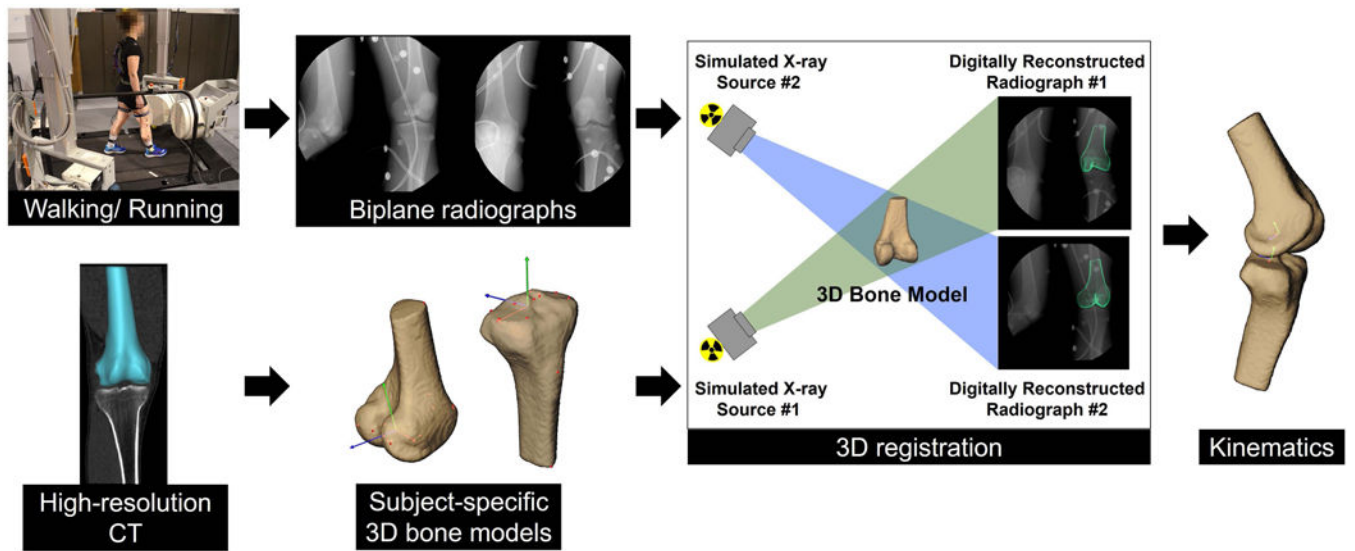 Walking/ Running
Biplane radiographs
High-resolution
CT
Subject-specific
3D bone models
Simulated X-ray
Source #2
Digitally Reconstructed
Radiograph #1
3D Bone Model
Simulated X-ray
Source #1
Digitally Reconstructed
Radiograph #2
3D registration
Kinematics